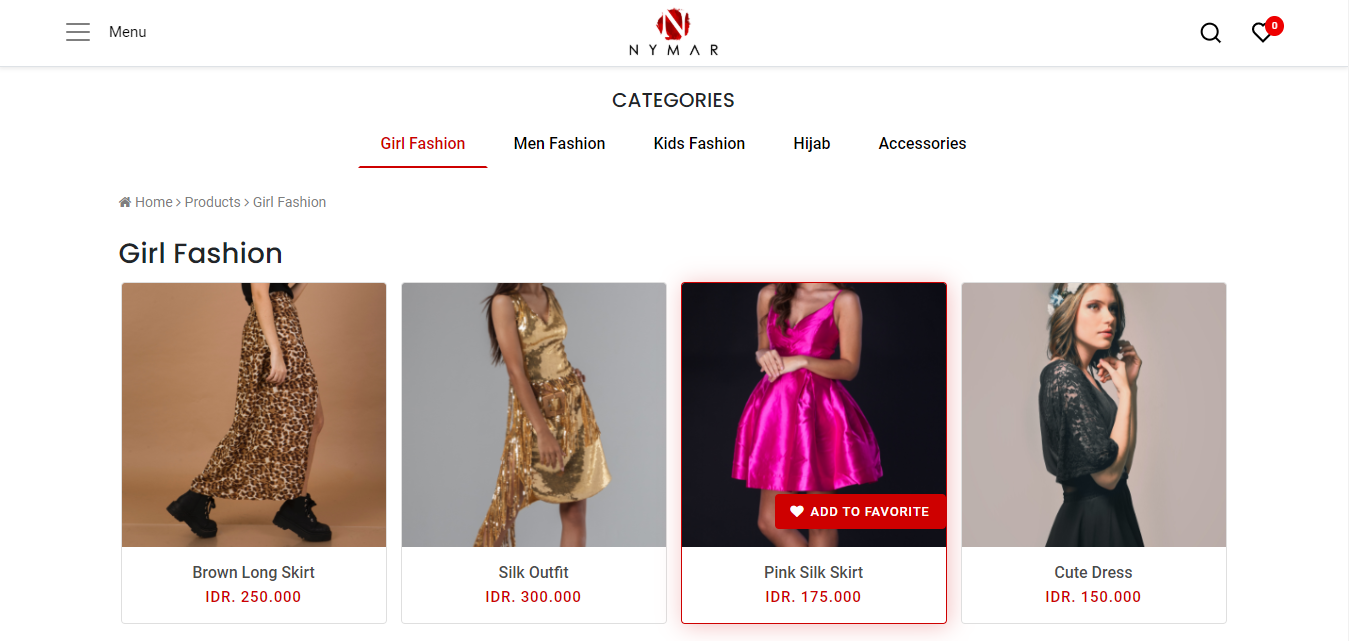 Menu
N
NYMAR
0
CATEGORIES
Girl Fashion Men Fashion Kids Fashion Hijab Accessories
Home › Products › Girl Fashion
Girl Fashion
ADD TO FAVORITE
Brown Long Skirt
IDR. 250.000
Silk Outfit
IDR. 300.000
Pink Silk Skirt
IDR. 175.000
Cute Dress
IDR. 150.000